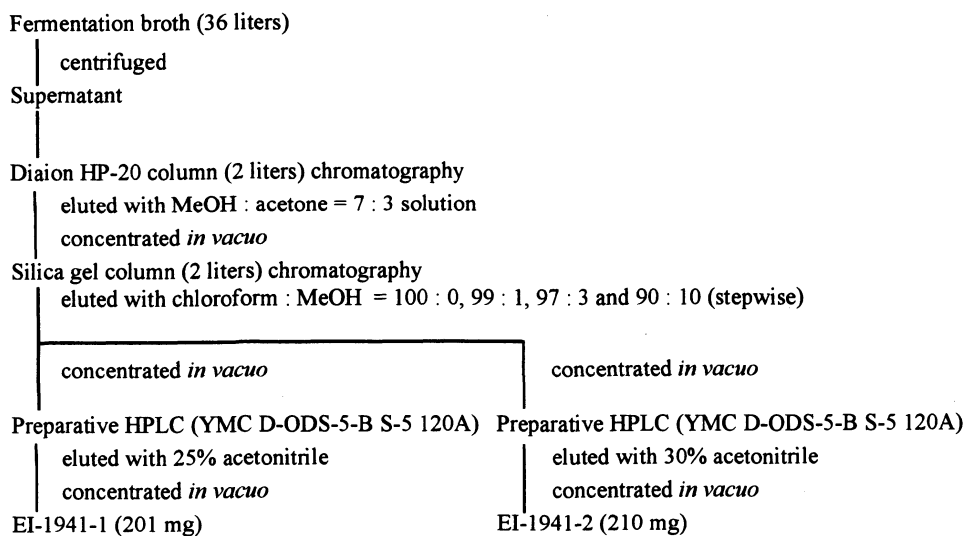 Fermentation broth (36 liters)
centrifuged
Supernatant
Diaion HP-20 column (2 liters) chromatography
eluted with MeOH : acetone = 7 : 3 solution
concentrated in vacuo
Silica gel column (2 liters) chromatography
eluted with chloroform : MeOH = 100 : 0, 99 : 1, 97 : 3 and 90 : 10 (stepwise)
concentrated in vacuo
concentrated in vacuo
Preparative HPLC (YMC D-ODS-5-B S-5 120A)
Preparative HPLC (YMC D-ODS-5-B S-5 120A)
eluted with 25% acetonitrile
eluted with 30% acetonitrile
concentrated in vacuo
concentrated in vacuo
EI-1941-1 (201 mg)
EI-1941-2 (210 mg)